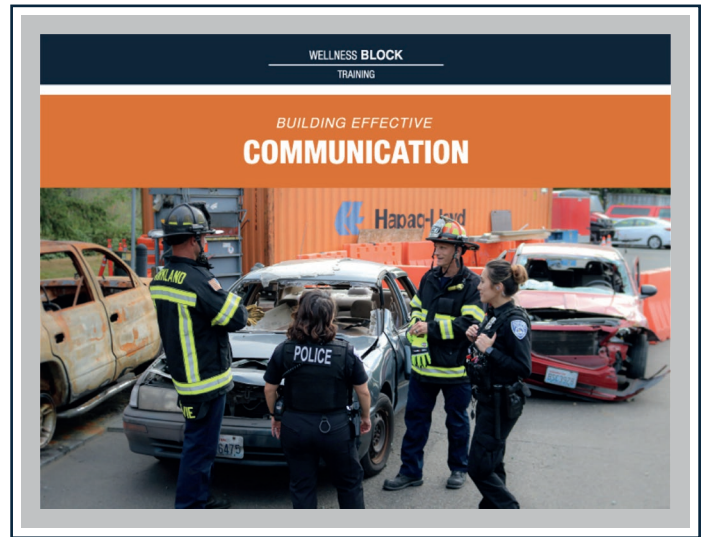 WELLNESS BLOCK
TRAINING
BUILDING EFFECTIVE
COMMUNICATION
Hapag-Lloyd
POLICE